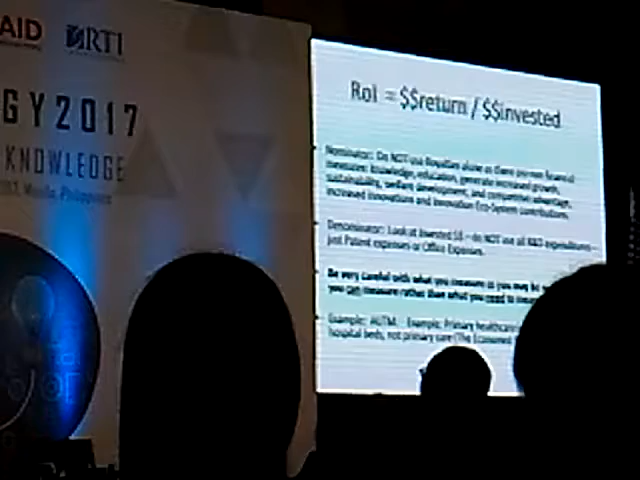 AID
RTI
GY2017
KNOWLEDGE
2017, Manila, Philippines
RoI = $$return / $$invested
Nominator: Do NOT use Royalties alone as there are non financial
measures: knowledge, education, generate increased growth,
sustainability, welfare development, and competitive advantage,
increased innovations and Innovation Eco-System contributions.
Denominator: Look at Invested $$ – do NOT use all R&D expenditures –
just Patent expenses or Office Expenses.
Be very careful with what you measure as you may be
you can measure rather than what you need to
Example: AUTM - Example: Primary healthcare
hospital beds, not primary care (The Economist